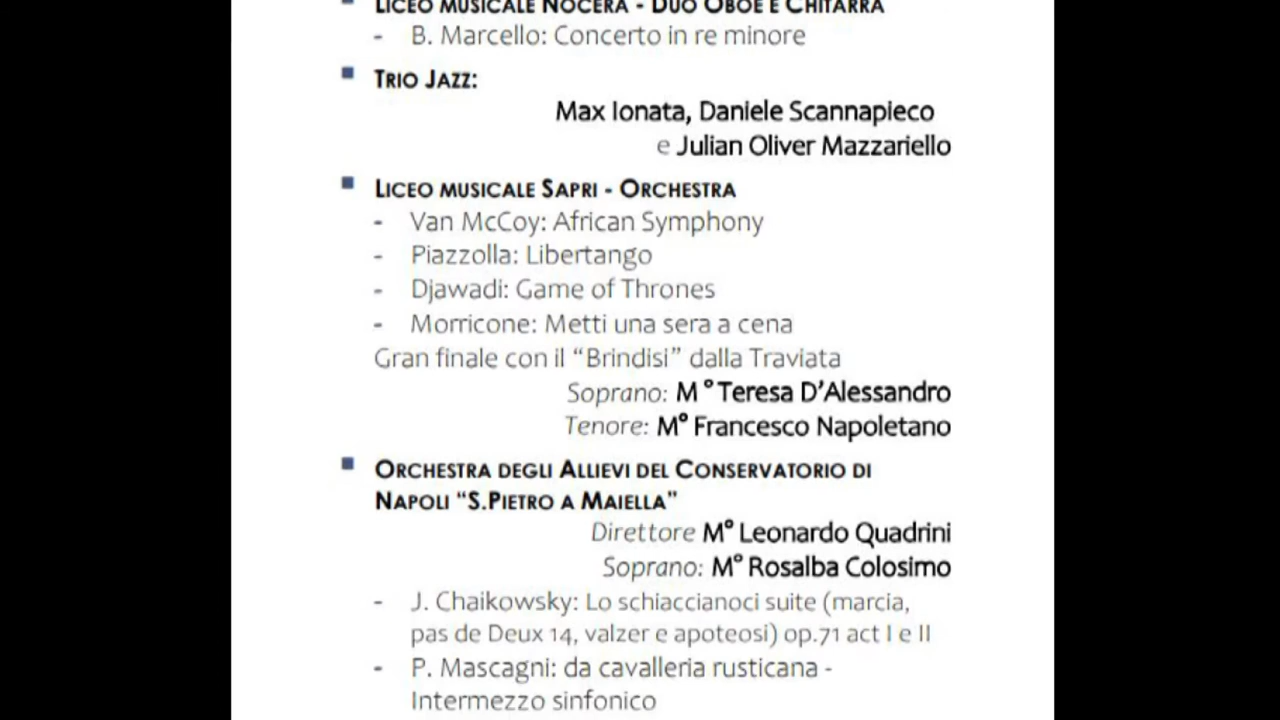 LICEO MUSICALE NOCERA - DUO OBOE E CHITARRA
- B. Marcello: Concerto in re minore
TRIO JAZZ:
Max Ionata, Daniele Scannapieco
e Julian Oliver Mazzariello
LICEO MUSICALE SAPRI - ORCHESTRA
- Van McCoy: African Symphony
- Piazzolla: Libertango
- Djawadi: Game of Thrones
- Morricone: Metti una sera a cena
Gran finale con il “Brindisi” dalla Traviata
Soprano: M° Teresa D’Alessandro
Tenore: M° Francesco Napoletano
ORCHESTRA DEGLI ALLIEVI DEL CONSERVATORIO DI
NAPOLI “S.PIETRO A MAIELLA”
Direttore M° Leonardo Quadrini
Soprano: M° Rosalba Colosimo
- J. Chaikowsky: Lo schiaccianoci suite (marcia,
pas de Deux 14, valzer e apoteosi) op.71 act I e II
- P. Mascagni: da cavalleria rusticana -
Intermezzo sinfonico